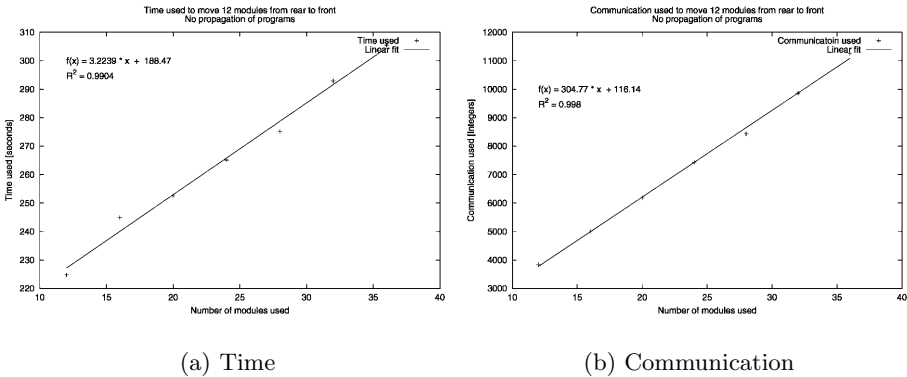 Time used to move 12 modules from rear to front
No propagation of programs
Time used
Linear fit
f(x) = 3.2239 * x + 188.47
R² = 0.9904
310
300
290
280
270
260
250
240
230
220
Time used [seconds]
10 15 20 25 30 35 40
Number of modules used
(a) Time
Communication used to move 12 modules from rear to front
No propagation of programs
Communicatoin used
Linear fit
f(x) = 304.77 * x + 116.14
R² = 0.998
12000
11000
10000
9000
8000
7000
6000
5000
4000
3000
Communication used [Integers]
10 15 20 25 30 35 40
Number of modules used
(b) Communication